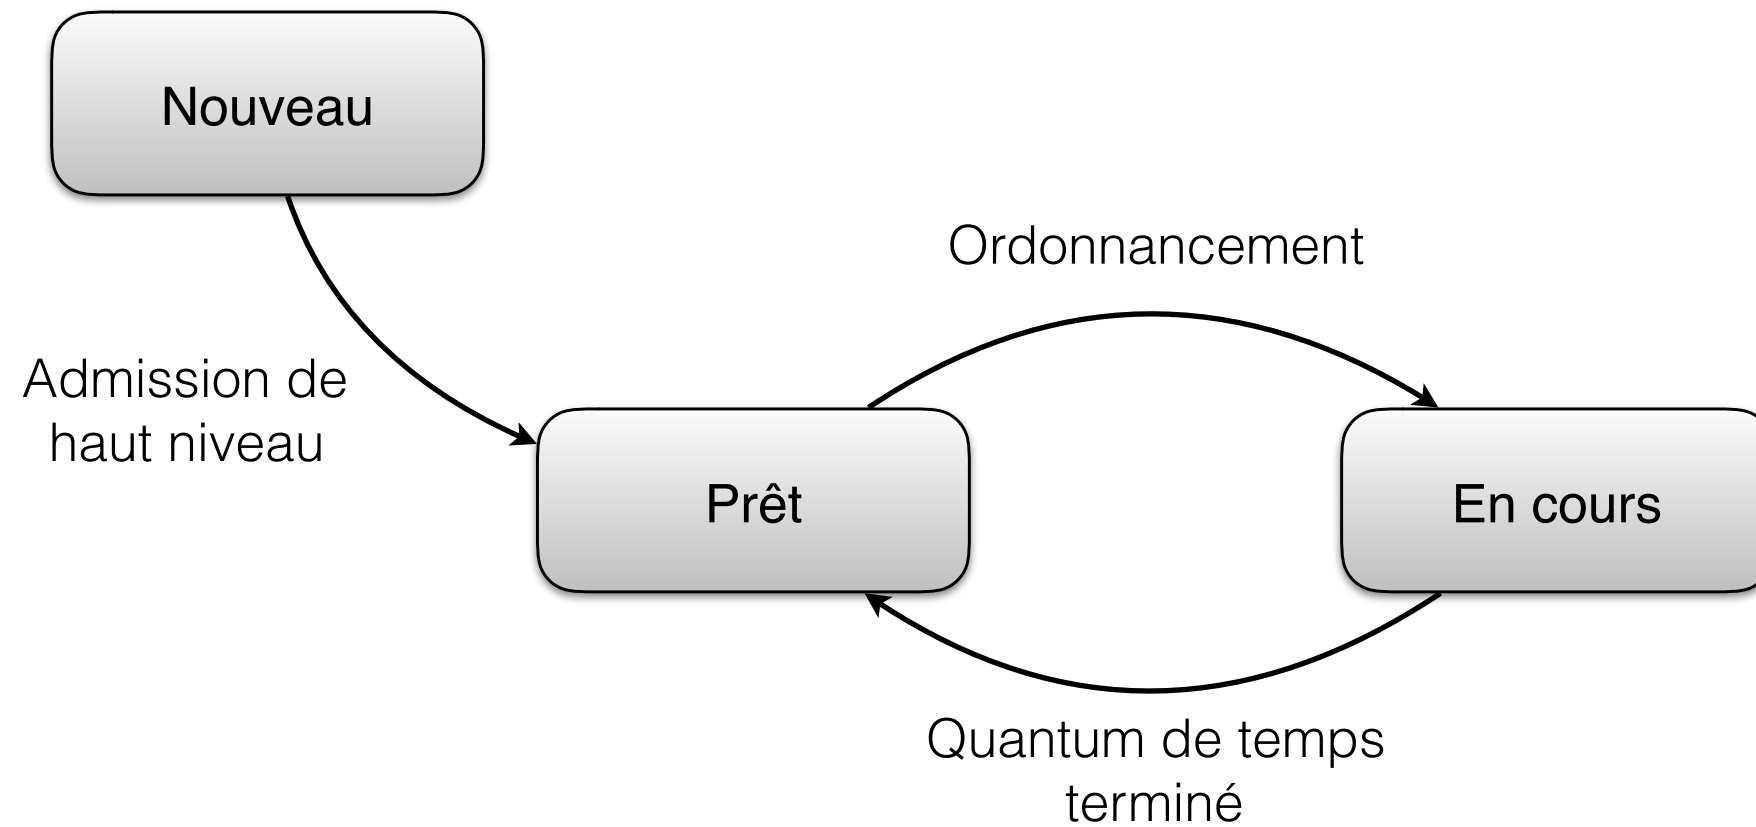 Nouveau
Ordonnancement
Admission de
haut niveau
Prêt
En cours
Quantum de temps
terminé